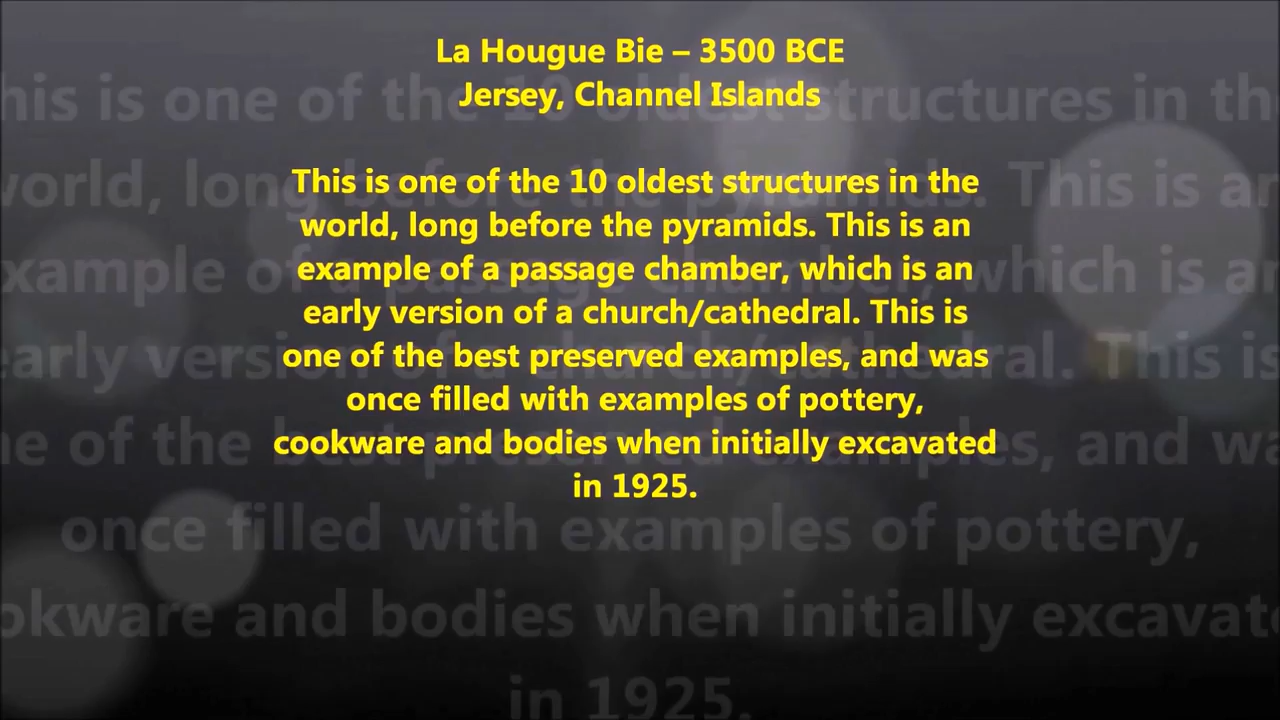 La Hougue Bie – 3500 BCE
Jersey, Channel Islands
This is one of the 10 oldest structures in the
world, long before the pyramids. This is an
example of a passage chamber, which is an
early version of a church/cathedral. This is
one of the best preserved examples, and was
once filled with examples of pottery,
cookware and bodies when initially excavated
in 1925.